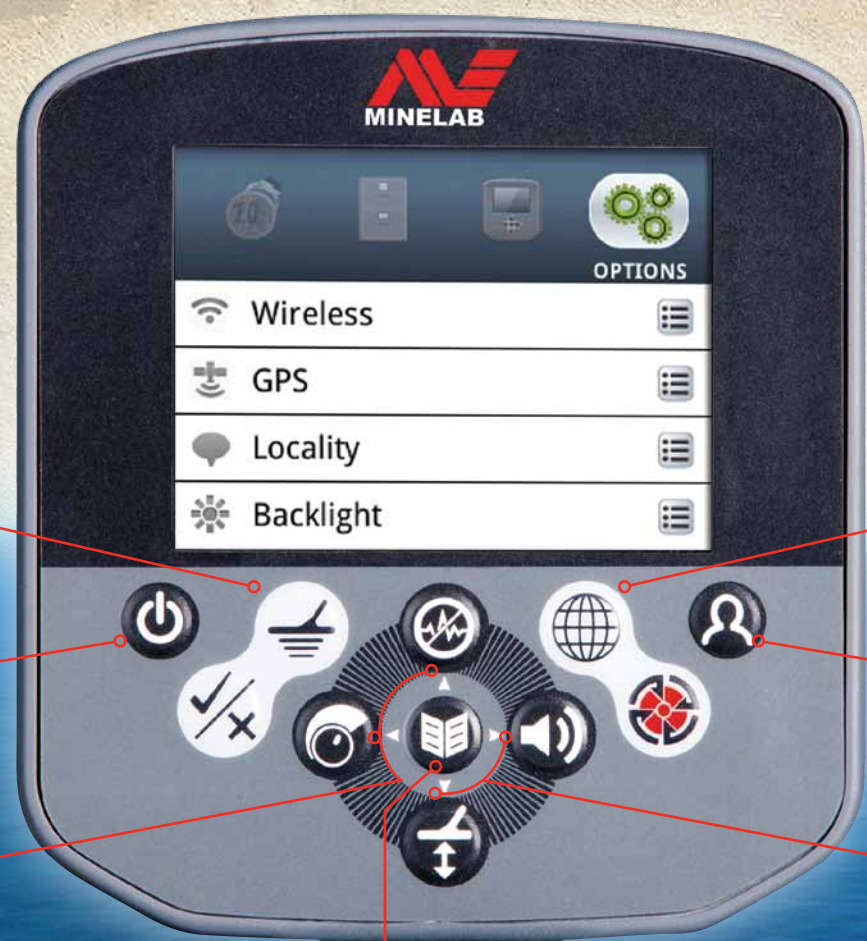 MINELAB
OPTIONS
Wireless
GPS
Locality
Backlight